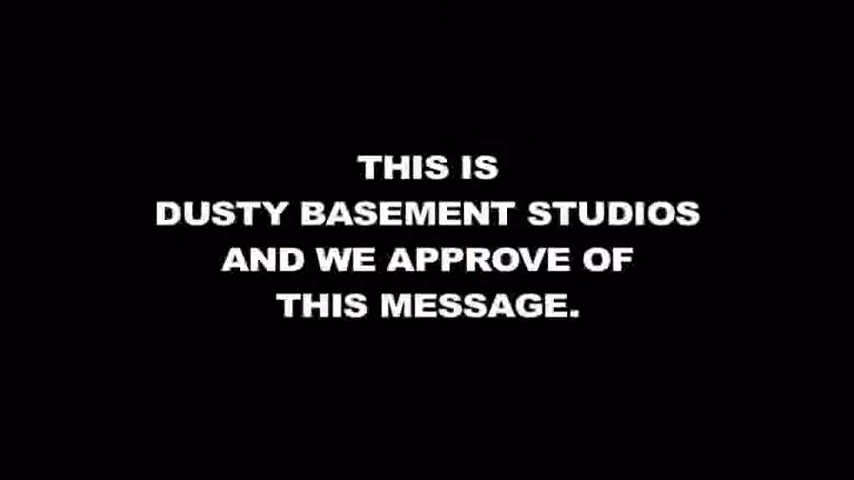 THIS IS
DUSTY BASEMENT STUDIOS
AND WE APPROVE OF
THIS MESSAGE.